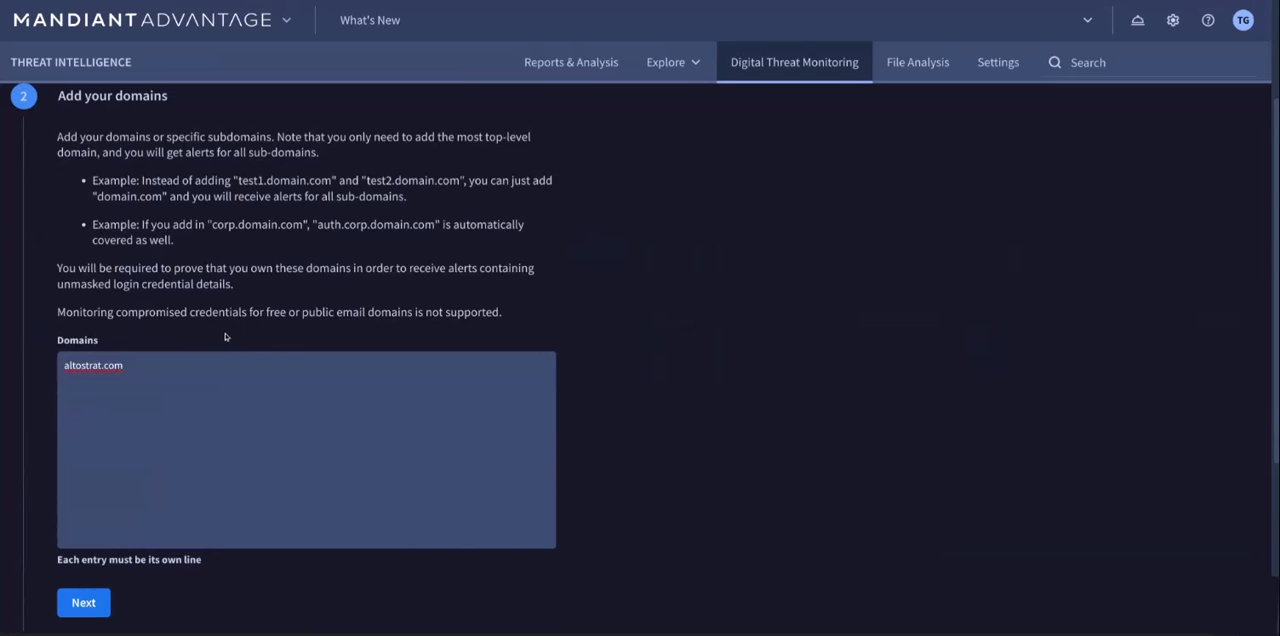 MANDIANT ADVANTAGE
What's New
TG
THREAT INTELLIGENCE
Reports & Analysis
Explore
Digital Threat Monitoring
File Analysis
Settings
Search
2
Add your domains
Add your domains or specific subdomains. Note that you only need to add the most top-level
domain, and you will get alerts for all sub-domains.
• Example: Instead of adding "test1.domain.com" and "test2.domain.com", you can just add
"domain.com" and you will receive alerts for all sub-domains.
• Example: If you add in "corp.domain.com", "auth.corp.domain.com" is automatically
covered as well.
You will be required to prove that you own these domains in order to receive alerts containing
unmasked login credential details.
Monitoring compromised credentials for free or public email domains is not supported.
Domains
altostrat.com
Each entry must be its own line
Next